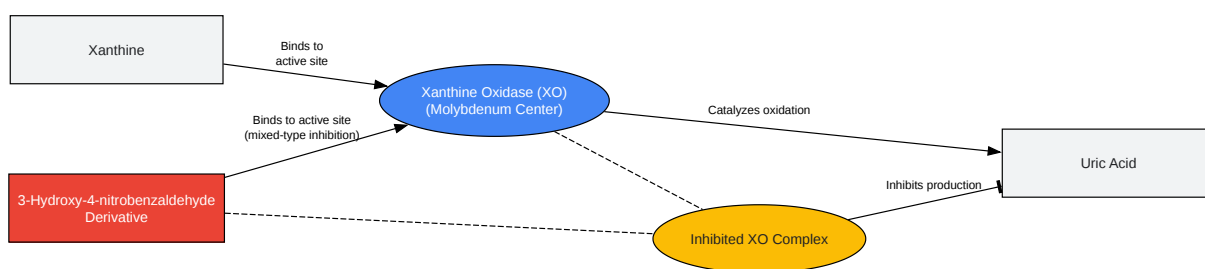 Xanthine
Binds to
active site
Xanthine Oxidase (XO)
(Molybdenum Center)
Catalyzes oxidation
Binds to active site
(mixed-type inhibition)
Uric Acid
3-Hydroxy-4-nitrobenzaldehyde
Derivative
Inhibits production
Inhibited XO Complex